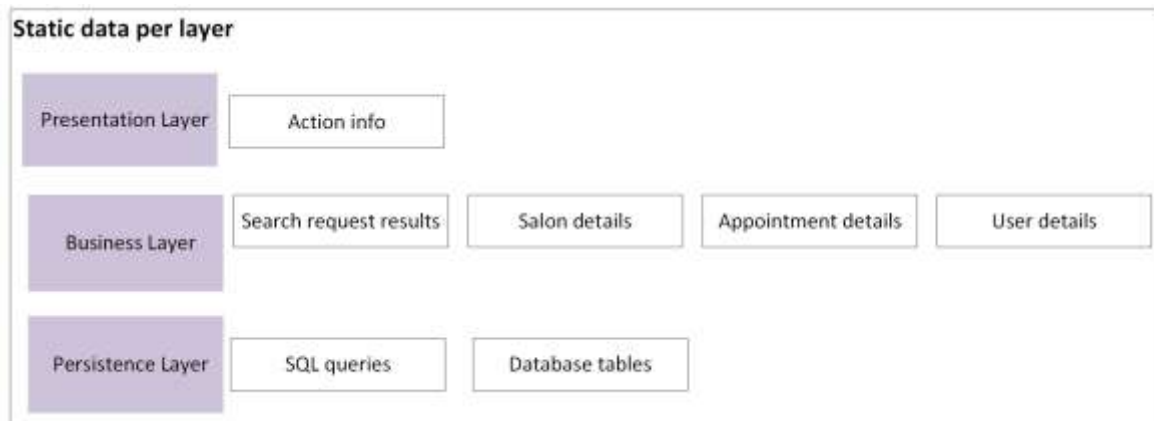 Static data per layer
Presentation Layer
Action info
Business Layer
Search request results
Salon details
Appointment details
User details
Persistence Layer
SQL queries
Database tables